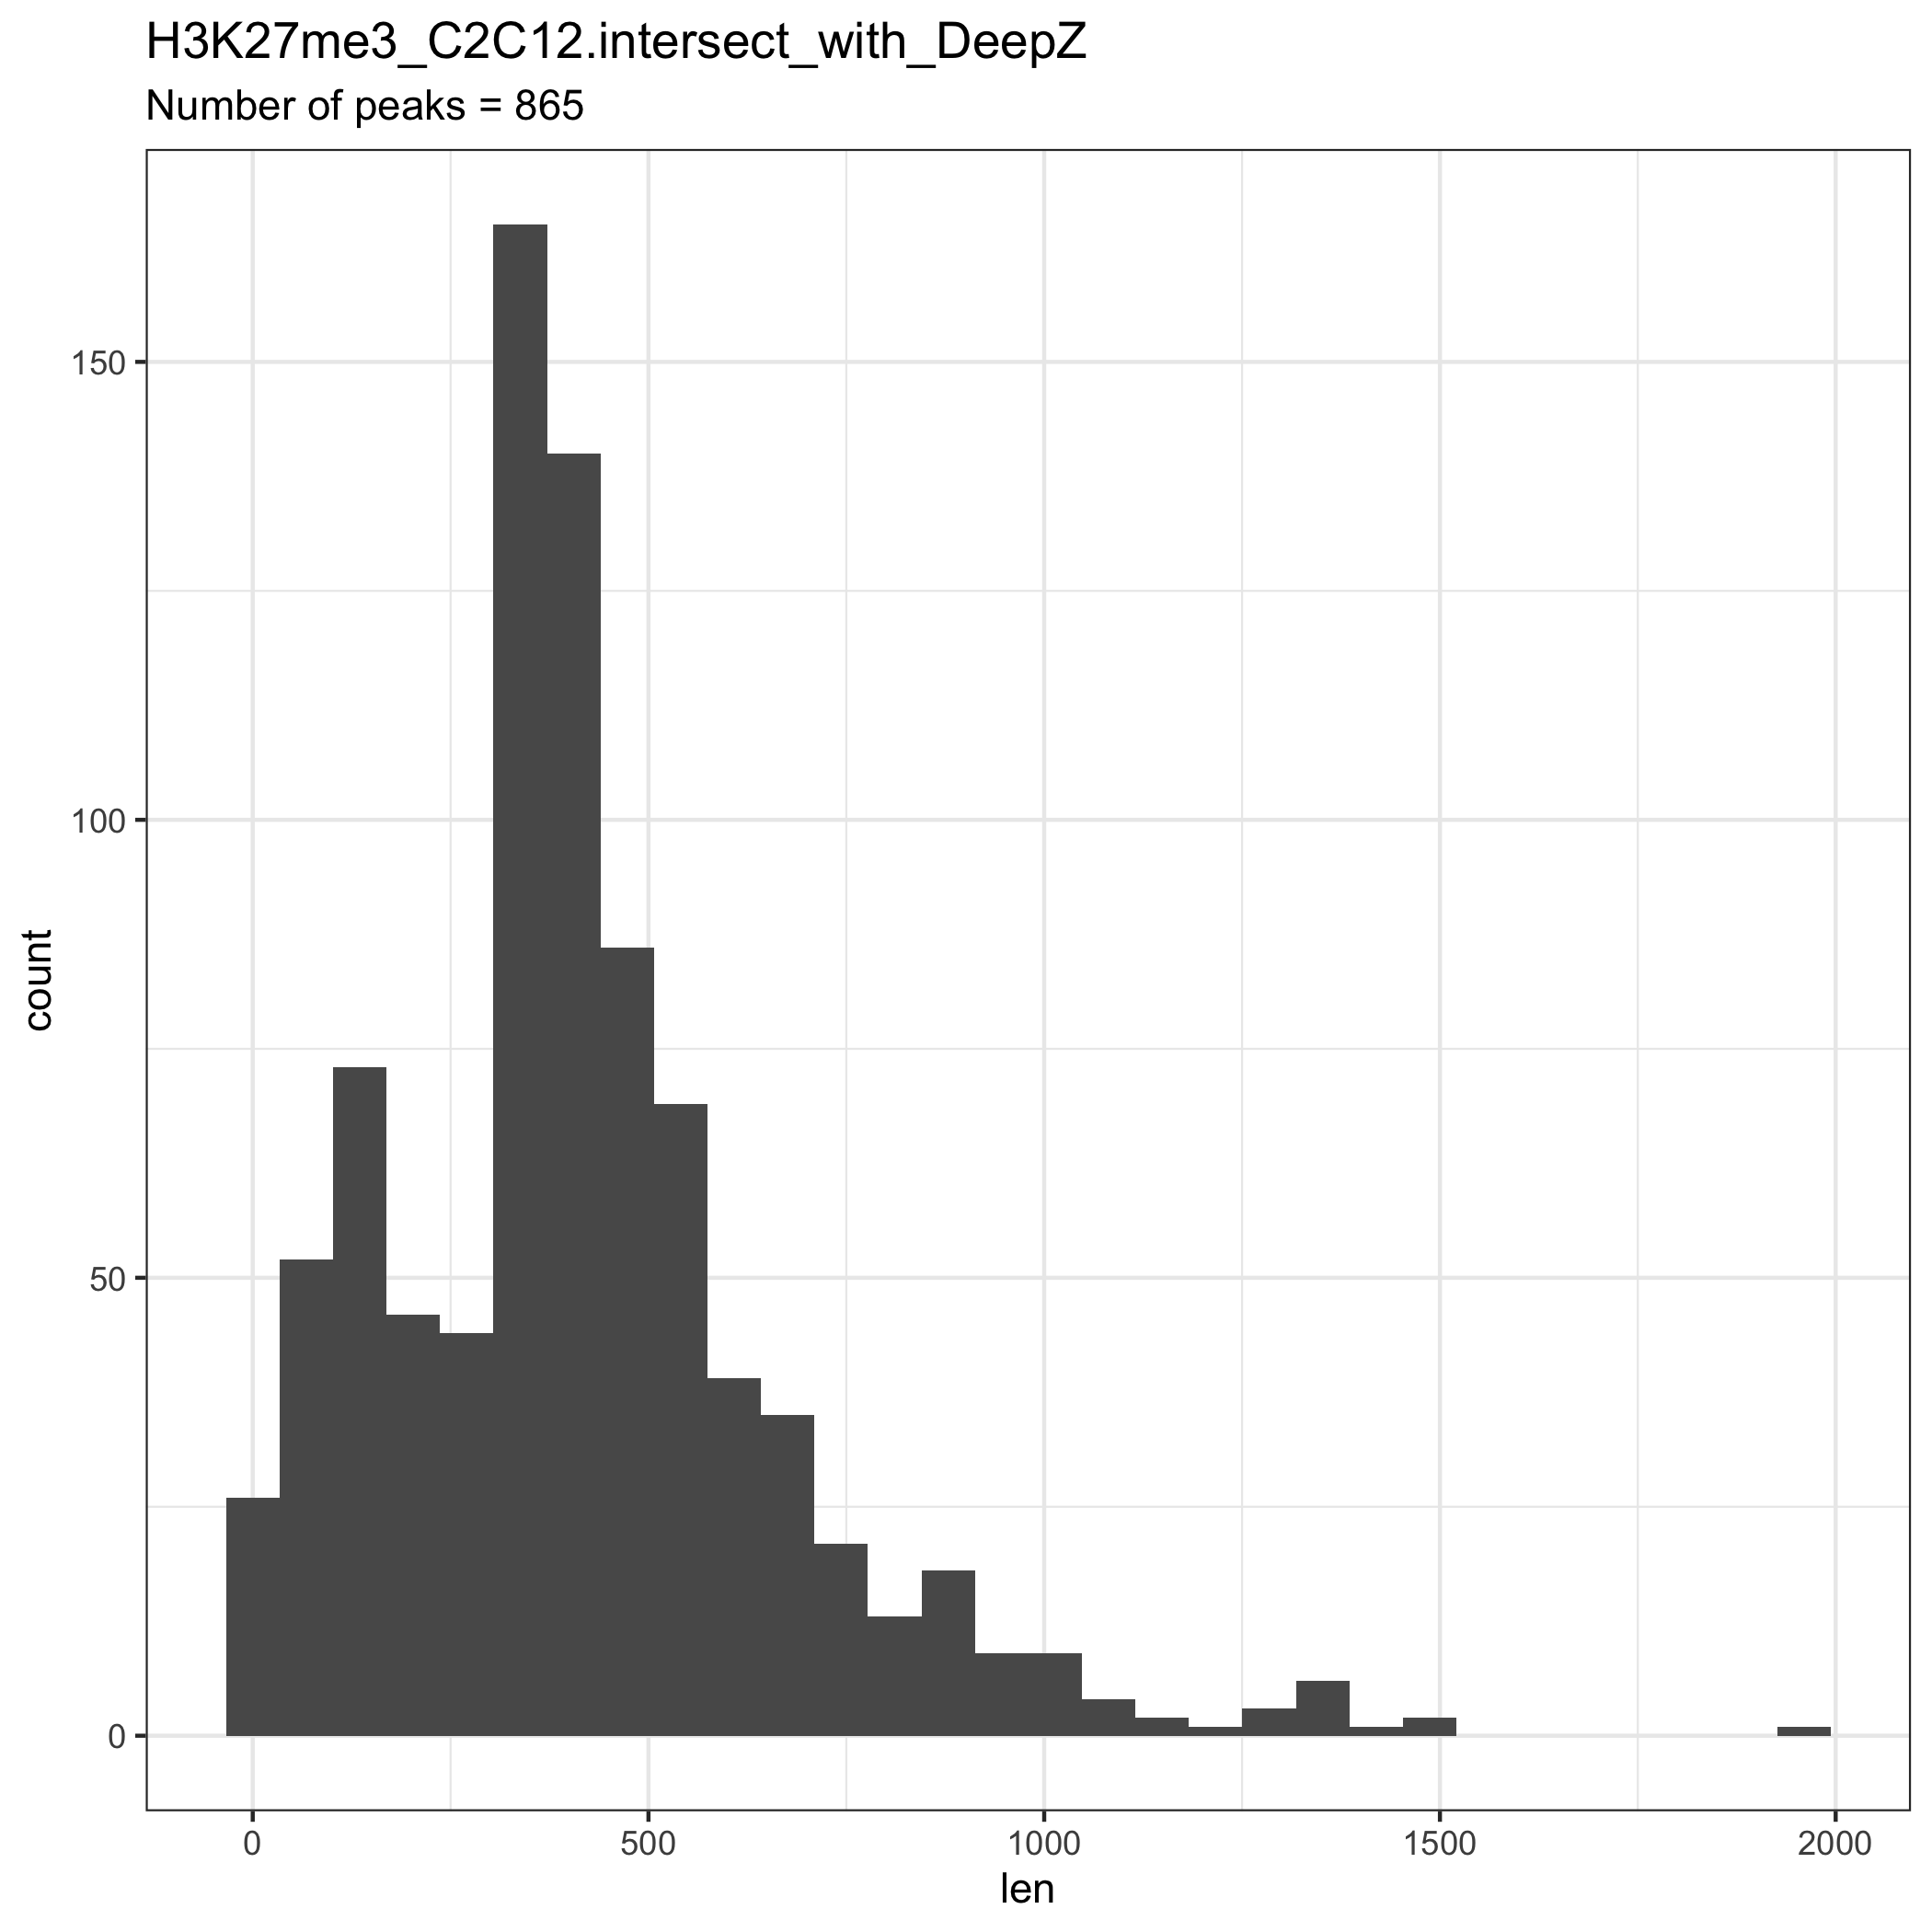 H3K27me3_C2C12.intersect_with_DeepZ
Number of peaks = 865
150
100
50
0
count
0 500 1000 1500 2000
len